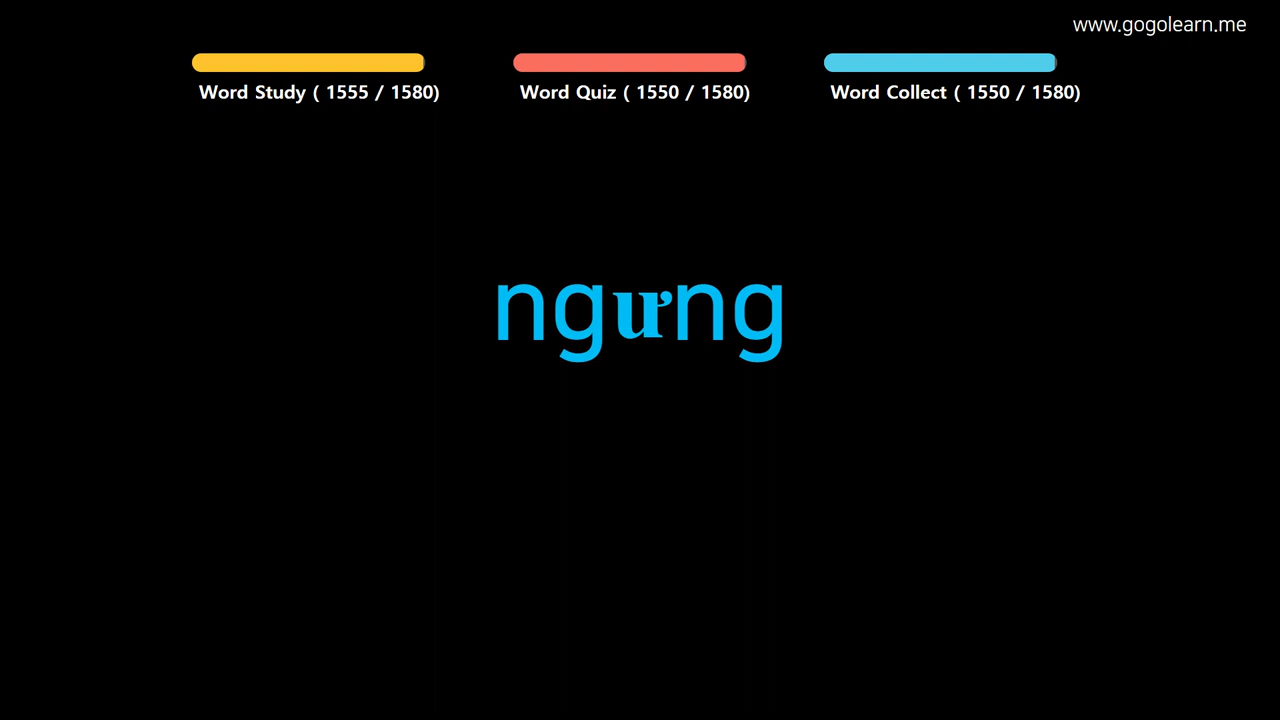 www.gogolearn.me
Word Study ( 1555 / 1580)
Word Quiz ( 1550 / 1580)
Word Collect ( 1550 / 1580)
ngưng